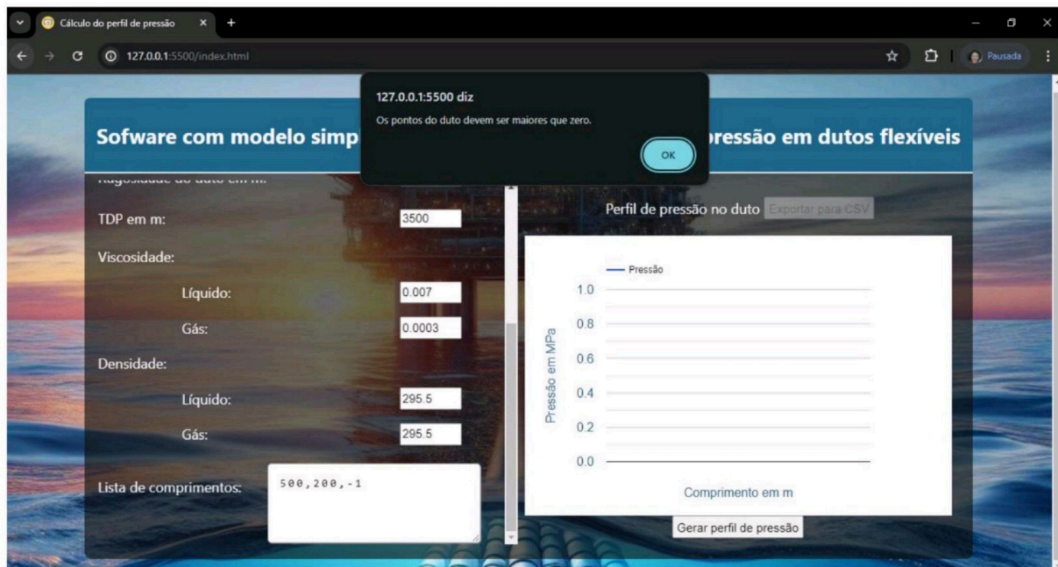 Cálculo do perfil de pressão
127.0.0.1:5500/index.html
Pausada
127.0.0.1:5500 diz
Os pontos do duto devem ser maiores que zero.
OK
Sofware com modelo simp
pressão em dutos flexíveis
do duto em m:
TDP em m:
3500
Viscosidade:
Líquido:
0.007
Gás:
0.0003
Densidade:
Líquido:
295.5
Gás:
295.5
Lista de comprimentos:
500,200,-1
Perfil de pressão no duto
Exportar para CSV
Pressão
1.0
0.8
0.6
0.4
0.2
0.0
Pressão em MPa
Comprimento em m
Gerar perfil de pressão